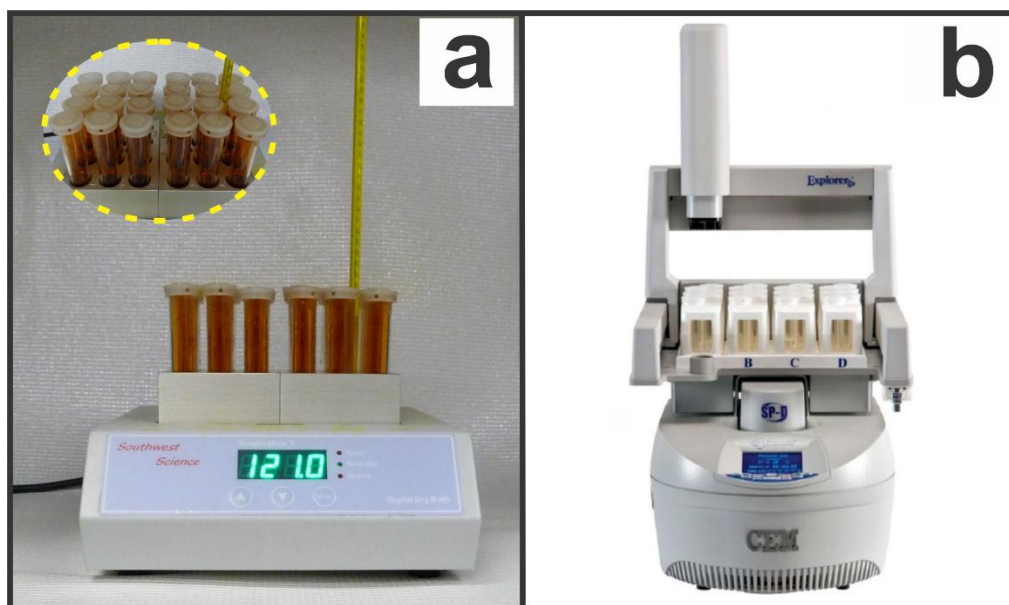 a
Southwest
Science
121.0
Digital Dry Bath
b
Explorer
B C D
SP-D
CEM